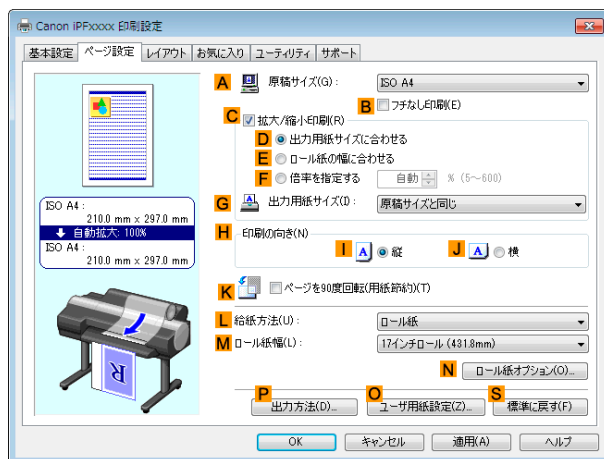 Canon iPFxxxx 印刷設定
基本設定 ページ設定 レイアウト お気に入り ユーティリティ サポート
A 原稿サイズ(G): ISO A4
B フチなし印刷(E)
C 拡大/縮小印刷(R)
D 出力用紙サイズに合わせる
E ロール紙の幅に合わせる
F 倍率を指定する 自動 % (5~600)
G 出力用紙サイズ(I): 原稿サイズと同じ
H 印刷の向き(N)
I A 縦 J A 横
K ページを90度回転(用紙節約)(T)
L 給紙方法(U): ロール紙
M ロール紙幅(L): 17インチロール (431.8mm)
N ロール紙オプション(O)...
P 出力方法(D)... O ユーザ用紙設定(Z)... S 標準に戻す(F)
ISO A4 :
210.0 mm x 297.0 mm
自動拡大: 100%
ISO A4 :
210.0 mm x 297.0 mm
R
OK キャンセル 適用(A) ヘルプ